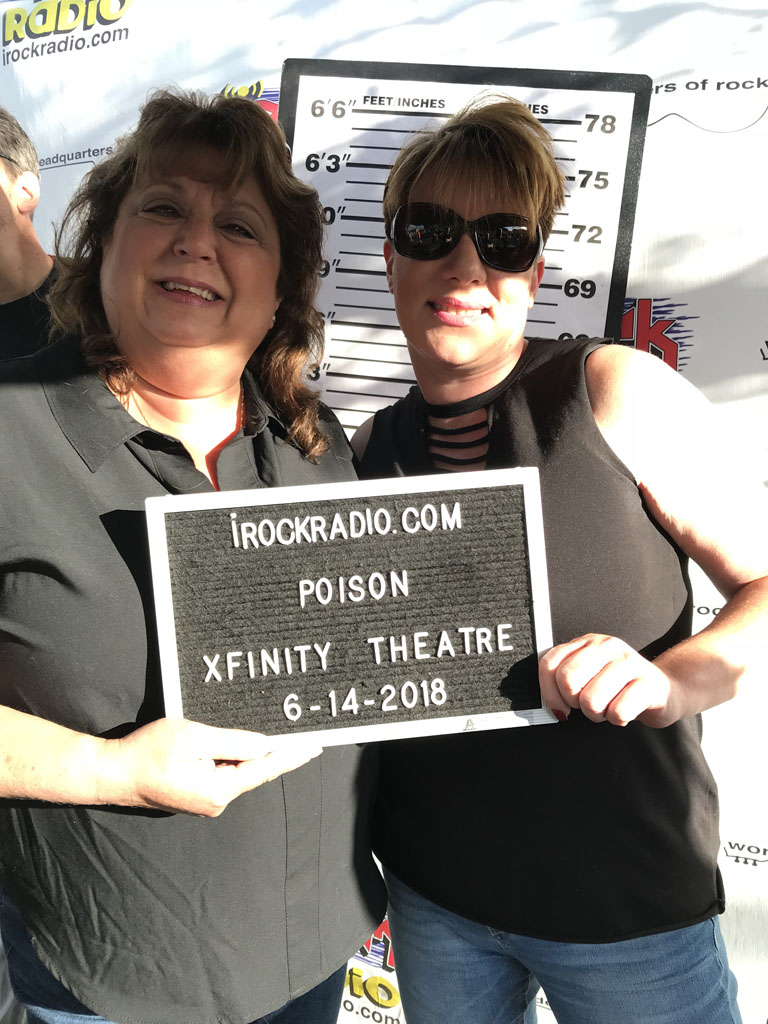 RADIO
irockradio.com
eadquarters
ers of rock
FEET INCHES
6'6"
78
6'3"
75
72
69
iROCKRADIO.COM
POISON
XFINITY THEATRE
6-14-2018